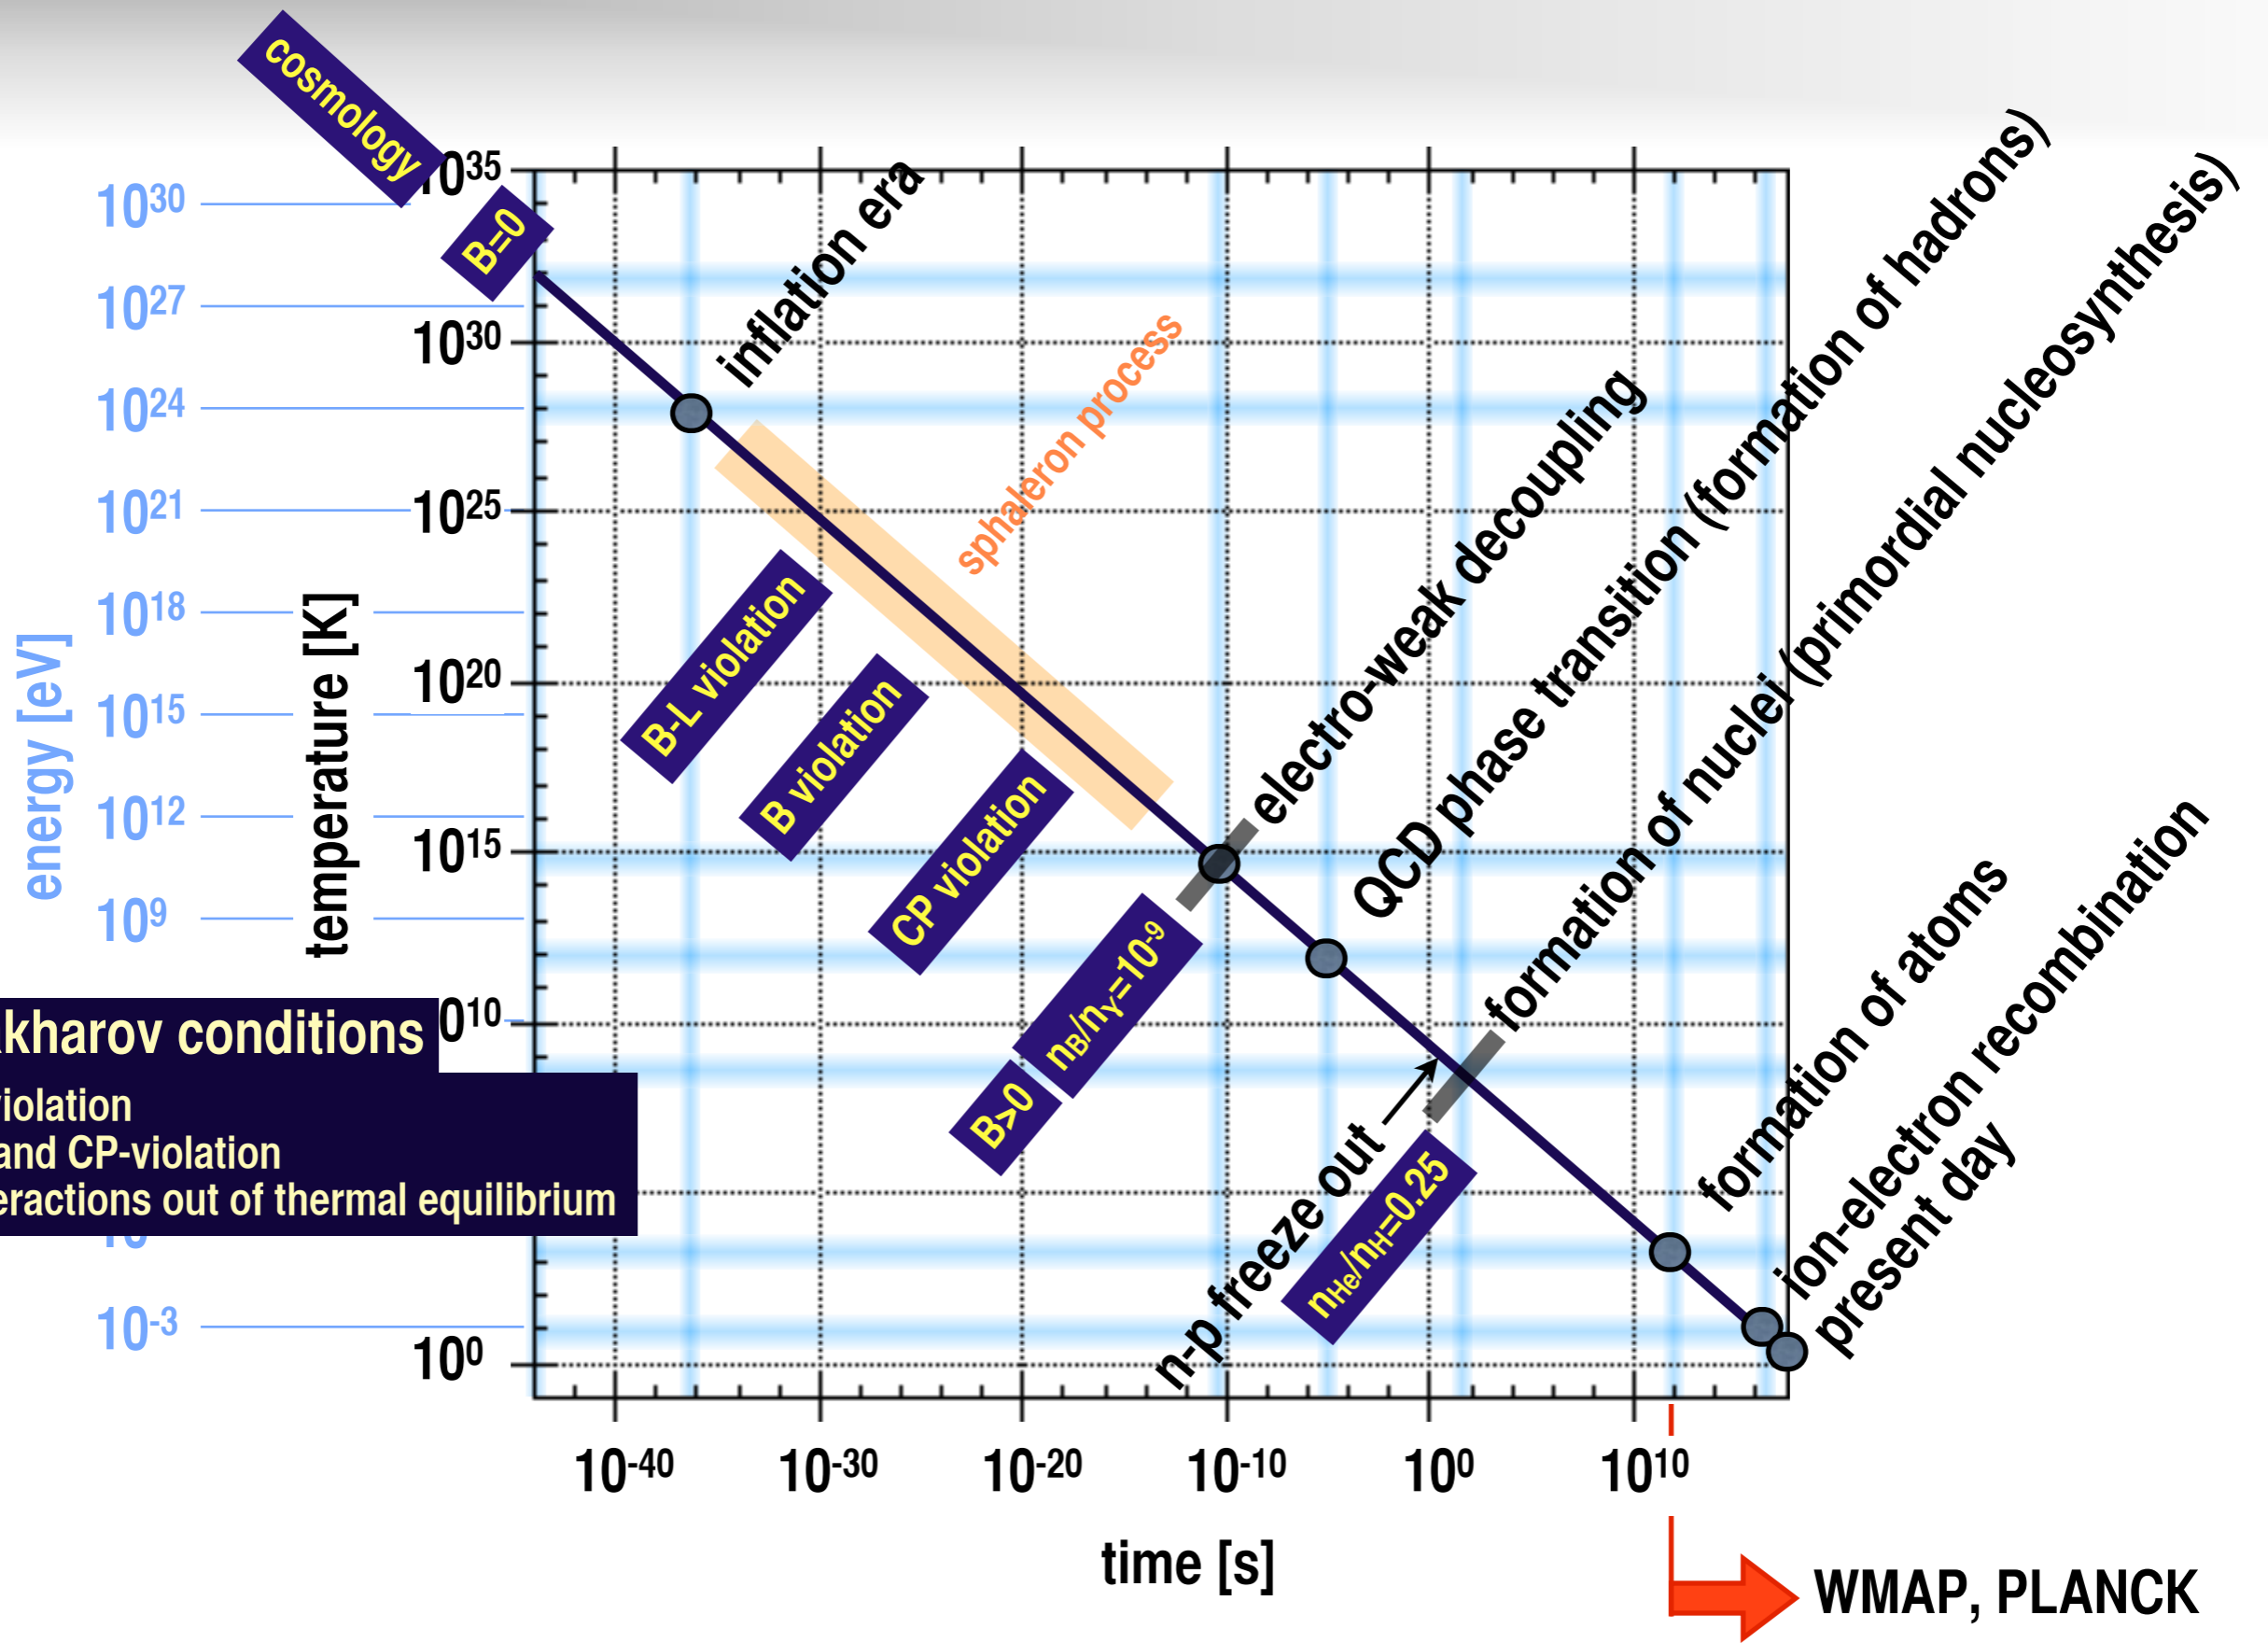 cosmology
B=0
inflation era
sphaleron process
B-L violation
B violation
CP violation
electro-weak decoupling
QCD phase transition (formation of hadrons)
formation of nuclei (primordial nucleosynthesis)
nB/nγ=10-9
B>0
n-p freeze out
nHe/nH=0.25
formation of atoms
ion-electron recombination
present day
energy [eV]
1030
1027
1024
1021
1018
1015
1012
109
10-3
temperature [K]
1035
1030
1025
1020
1015
100
kharov conditions
violation
and CP-violation
eractions out of thermal equilibrium
10-40
10-30
10-20
10-10
100
1010
time [s]
WMAP, PLANCK